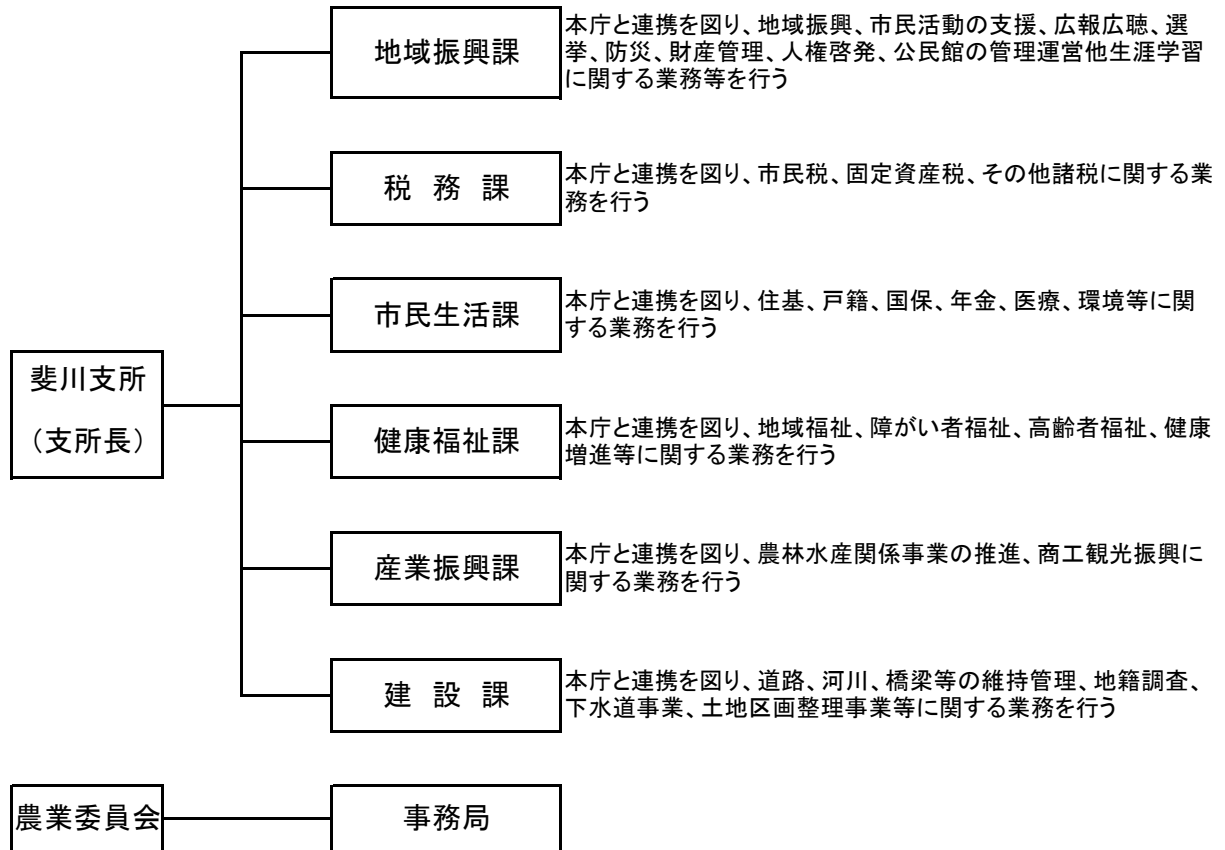 地域振興課
本庁と連携を図り、地域振興、市民活動の支援、広報広聴、選
挙、防災、財産管理、人権啓発、公民館の管理運営他生涯学習
に関する業務等を行う
税 務 課
本庁と連携を図り、市民税、固定資産税、その他諸税に関する業
務を行う
市民生活課
本庁と連携を図り、住基、戸籍、国保、年金、医療、環境等に関
する業務を行う
斐川支所
（支所長）
健康福祉課
本庁と連携を図り、地域福祉、障がい者福祉、高齢者福祉、健康
増進等に関する業務を行う
産業振興課
本庁と連携を図り、農林水産関係事業の推進、商工観光振興に
関する業務を行う
建 設 課
本庁と連携を図り、道路、河川、橋梁等の維持管理、地籍調査、
下水道事業、土地区画整理事業等に関する業務を行う
農業委員会
事務局